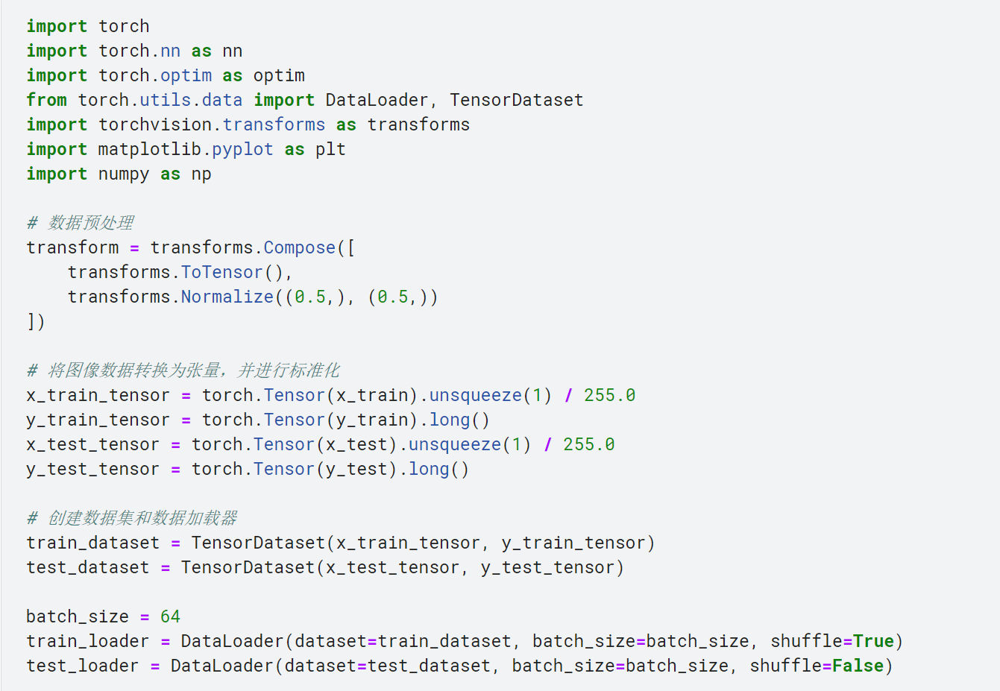 import torch
import torch.nn as nn
import torch.optim as optim
from torch.utils.data import DataLoader, TensorDataset
import torchvision.transforms as transforms
import matplotlib.pyplot as plt
import numpy as np

# 数据预处理
transform = transforms.Compose([
    transforms.ToTensor(),
    transforms.Normalize((0.5,), (0.5,))
])

# 将图像数据转换为张量，并进行标准化
x_train_tensor = torch.Tensor(x_train).unsqueeze(1) / 255.0
y_train_tensor = torch.Tensor(y_train).long()
x_test_tensor = torch.Tensor(x_test).unsqueeze(1) / 255.0
y_test_tensor = torch.Tensor(y_test).long()

# 创建数据集和数据加载器
train_dataset = TensorDataset(x_train_tensor, y_train_tensor)
test_dataset = TensorDataset(x_test_tensor, y_test_tensor)

batch_size = 64
train_loader = DataLoader(dataset=train_dataset, batch_size=batch_size, shuffle=True)
test_loader = DataLoader(dataset=test_dataset, batch_size=batch_size, shuffle=False)